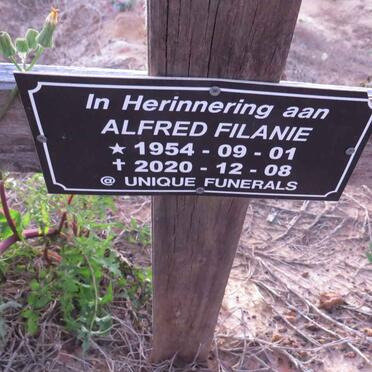 In Herinnering aan
ALFRED FILANIE
★ 1954 - 09 - 01
✝ 2020 - 12 - 08
@ UNIQUE FUNERALS